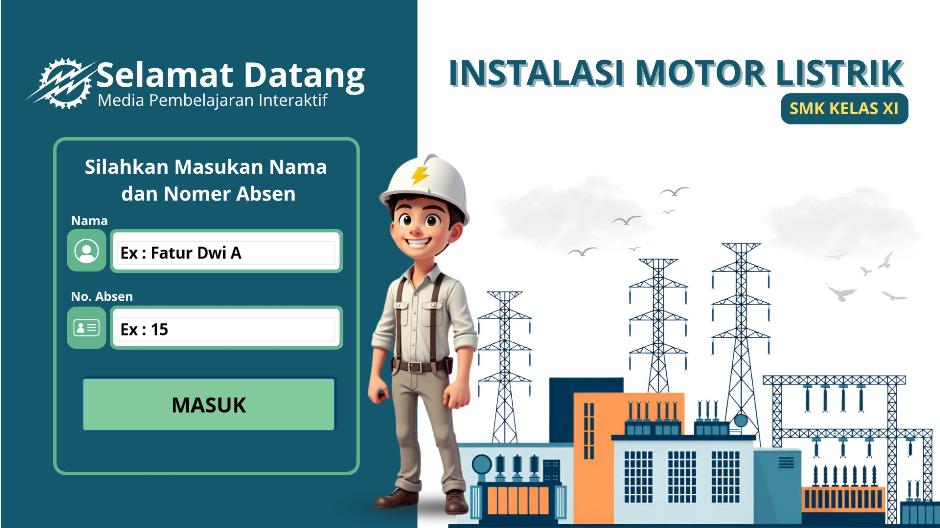 Selamat Datang
Media Pembelajaran Interaktif
Silahkan Masukan Nama
dan Nomer Absen
Nama
Ex : Fatur Dwi A
No. Absen
Ex : 15
MASUK
INSTALASI MOTOR LISTRIK
SMK KELAS XI